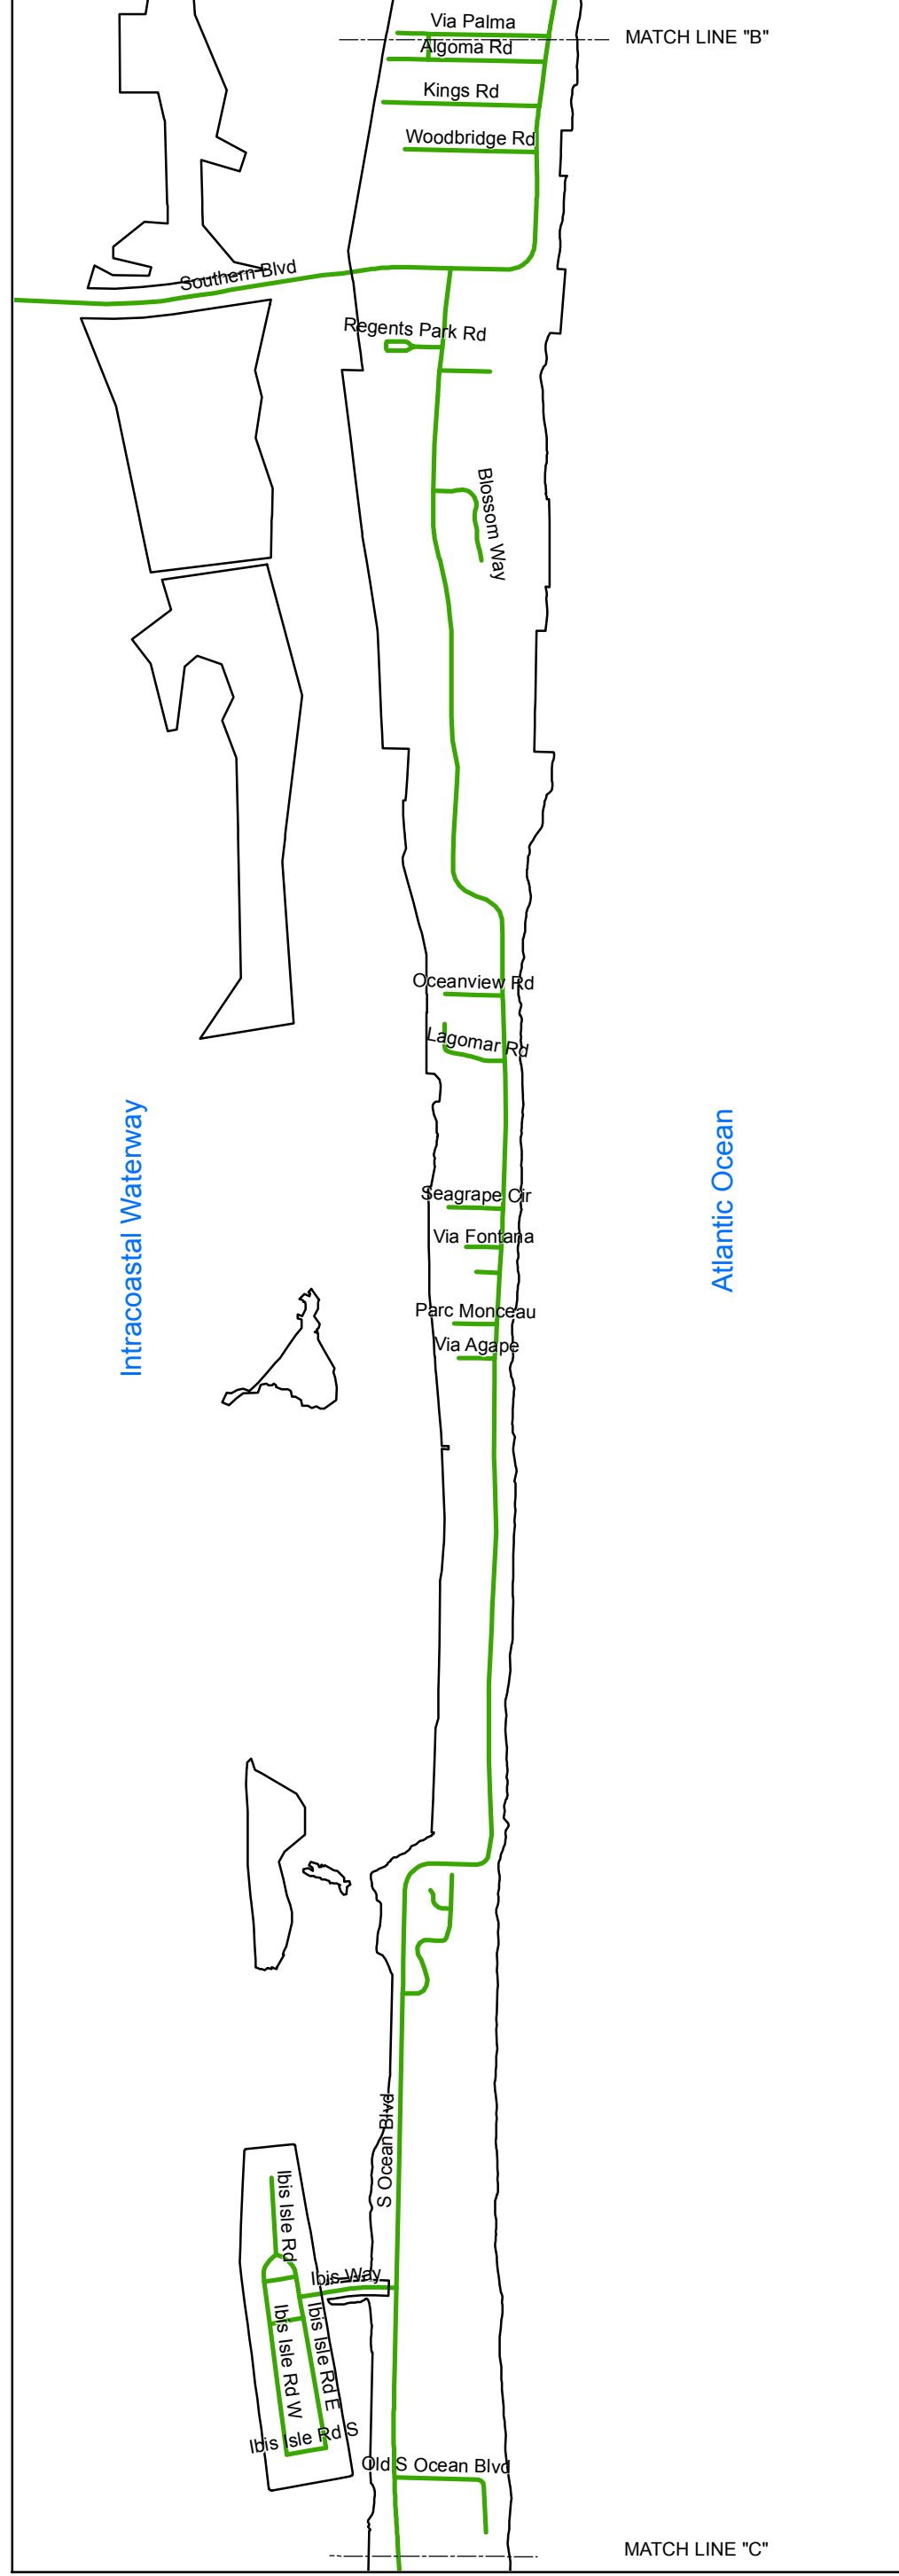 Via Palma
MATCH LINE "B"
Algoma Rd
Kings Rd
Woodbridge Rd
Southern Blvd
Regents Park Rd
Blossom Way
Oceanview Rd
Lagomar Rd
Intracoastal Waterway
Atlantic Ocean
Seagrape Cir
Via Fontana
Parc Monceau
Via Agape
S Ocean Blvd
Ibis Isle Rd
Ibis Way
Ibis Isle Rd W
Ibis Isle Rd E
Ibis Isle Rd S
Old S Ocean Blvd
MATCH LINE "C"